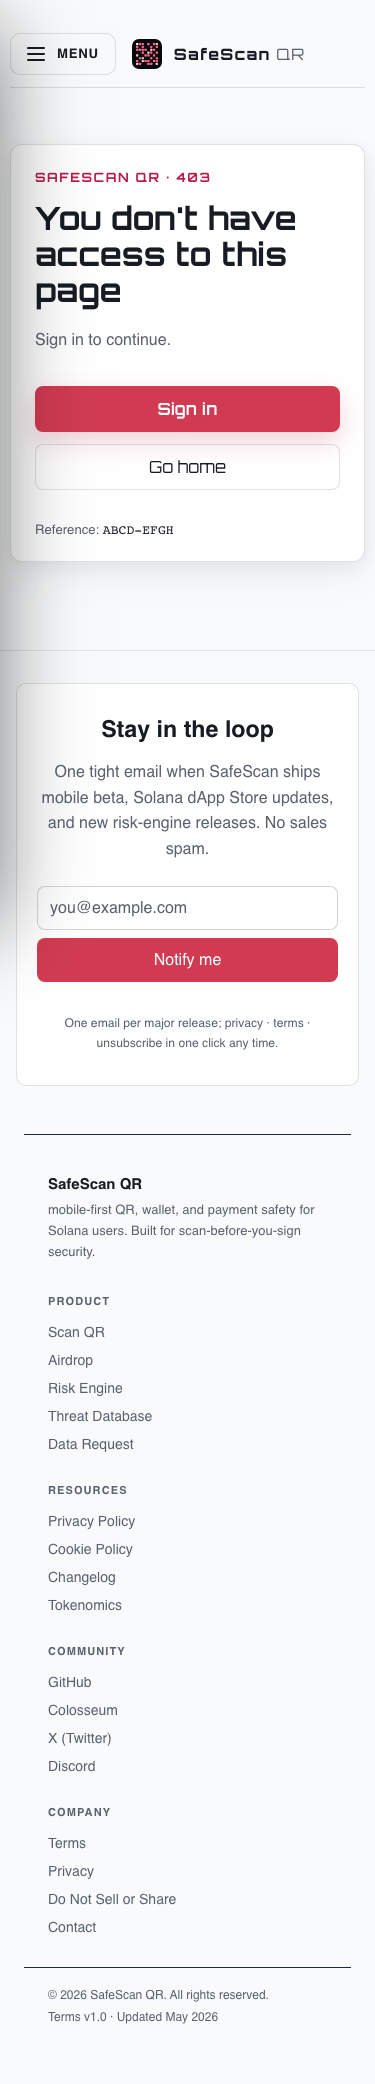 MENU
SafeScan QR
SAFESCAN QR · 403
You don't have
access to this
page
Sign in to continue.
Sign in
Go home
Reference: ABCD-EFGH
Stay in the loop
One tight email when SafeScan ships
mobile beta, Solana dApp Store updates,
and new risk-engine releases. No sales
spam.
you@example.com
Notify me
One email per major release; privacy · terms ·
unsubscribe in one click any time.
SafeScan QR
mobile-first QR, wallet, and payment safety for
Solana users. Built for scan-before-you-sign
security.
PRODUCT
Scan QR
Airdrop
Risk Engine
Threat Database
Data Request
RESOURCES
Privacy Policy
Cookie Policy
Changelog
Tokenomics
COMMUNITY
GitHub
Colosseum
X (Twitter)
Discord
COMPANY
Terms
Privacy
Do Not Sell or Share
Contact
© 2026 SafeScan QR. All rights reserved.
Terms v1.0 · Updated May 2026